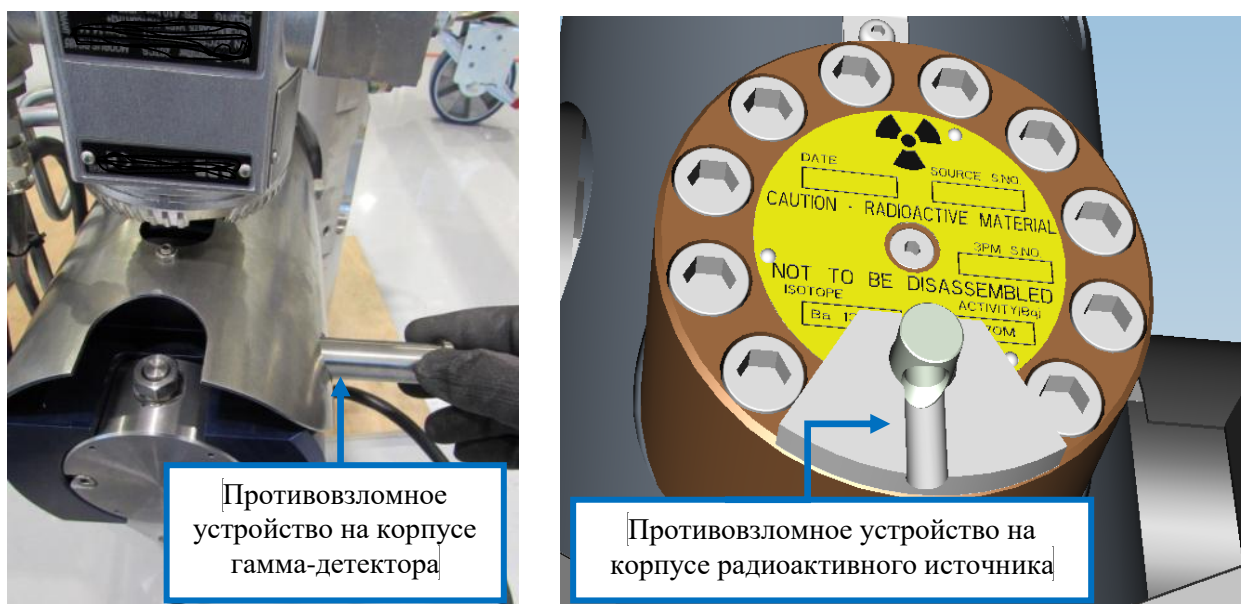 Противовзломное
устройство на корпусе
гамма-детектора
DATE
SOURCE S.NO.
CAUTION - RADIOACTIVE MATERIAL
3PM S.NO.
NOT TO BE DISASSEMBLED
ISOTOPE
ACTIVITY(Bq)
Ba
Противовзломное устройство на
корпусе радиоактивного источника